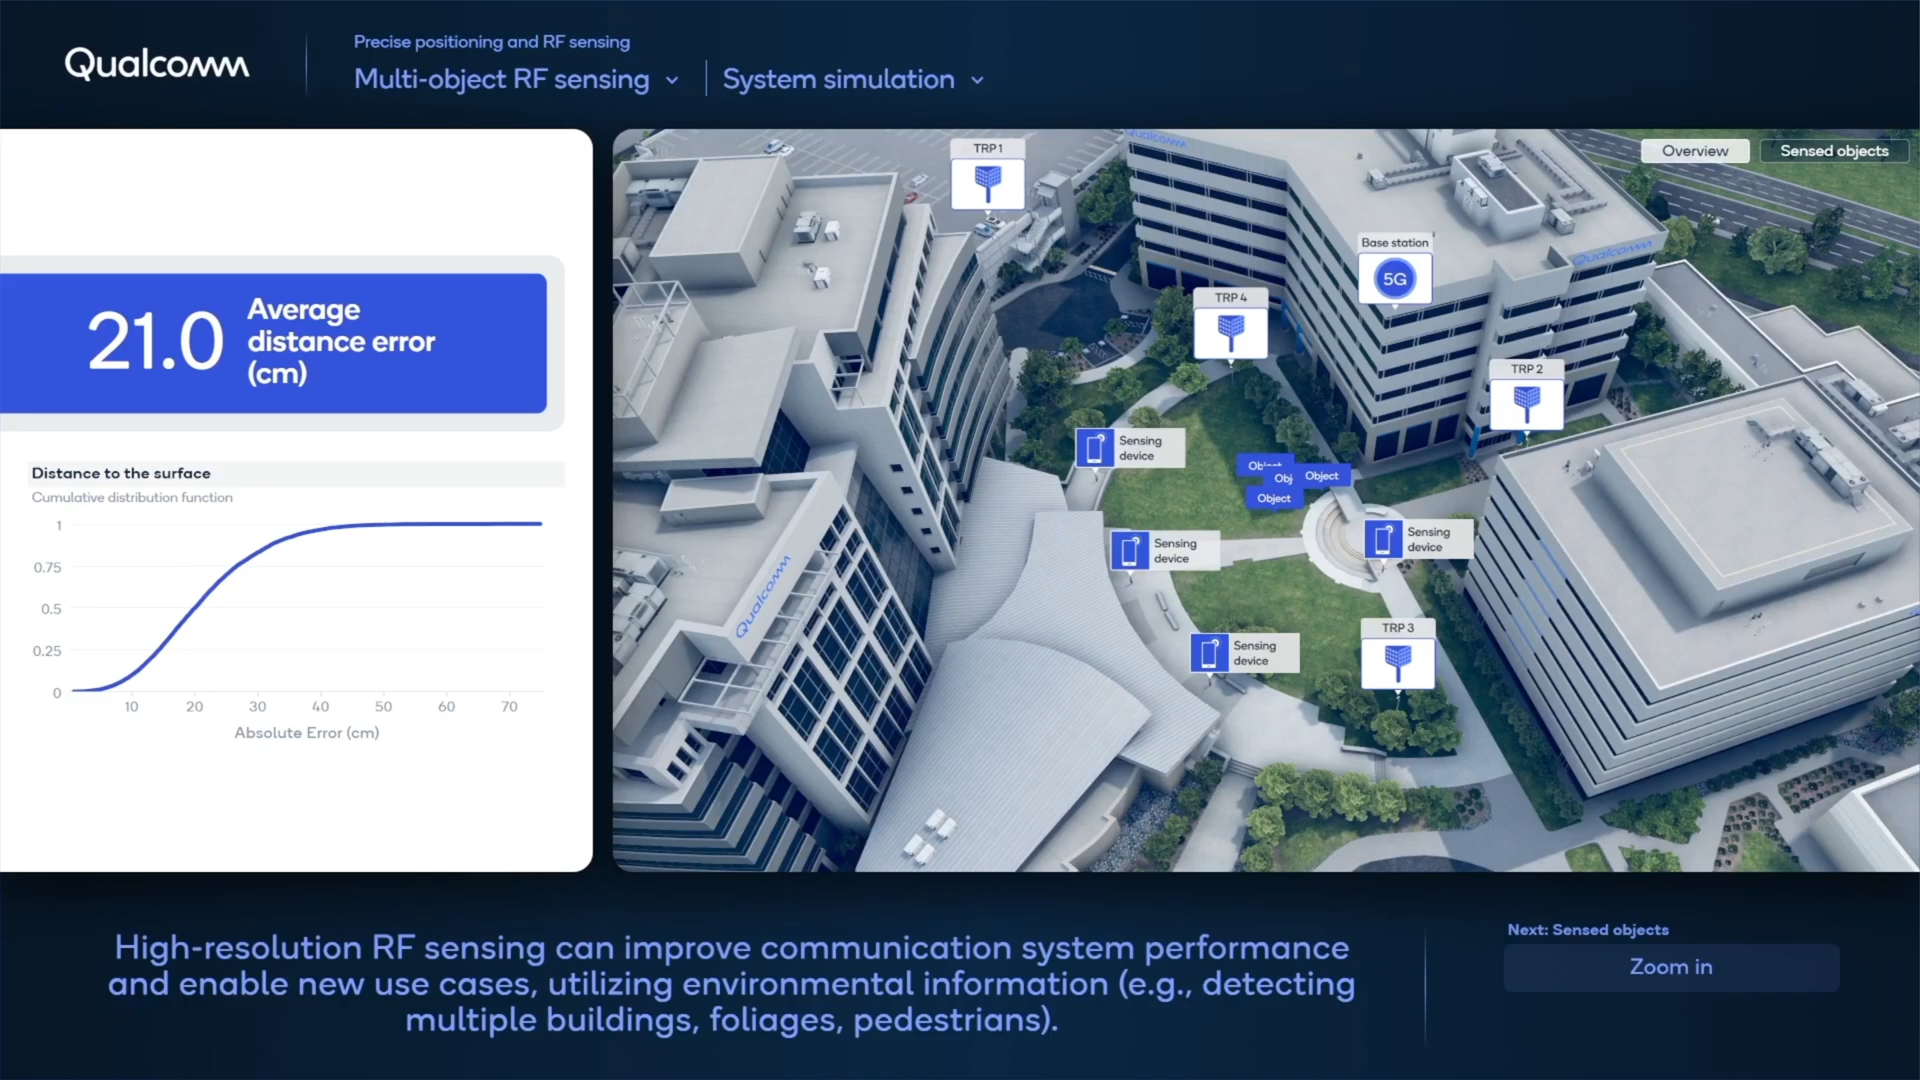 Qualcomm
Precise positioning and RF sensing
Multi-object RF sensing
System simulation
21.0
Average
distance error
(cm)
Distance to the surface
Cumulative distribution function
1
0.75
0.5
0.25
0
10 20 30 40 50 60 70
Absolute Error (cm)
Overview
Sensed objects
Qualcomm
TRP 1
Base station
5G
Qualcomm
TRP 4
TRP 2
Sensing
device
Obj
Object
Object
Sensing
device
Sensing
device
Qualcomm
Sensing
device
TRP 3
High-resolution RF sensing can improve communication system performance
and enable new use cases, utilizing environmental information (e.g., detecting
multiple buildings, foliages, pedestrians).
Next: Sensed objects
Zoom in